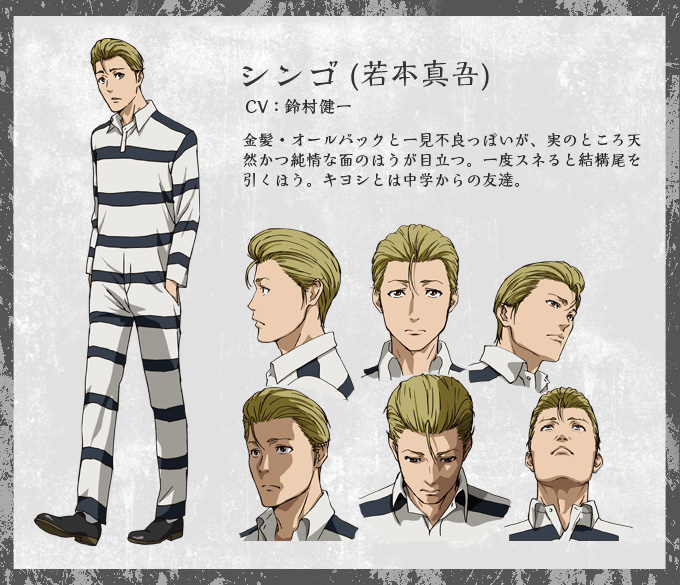 シンゴ (若本真吾)
CV：鈴村健一
金髪・オールバックと一見不良っぽいが、実のところ天
然かつ純情な面のほうが目立つ。一度スネると結構尾を
引くほう。キヨシとは中学からの友達。